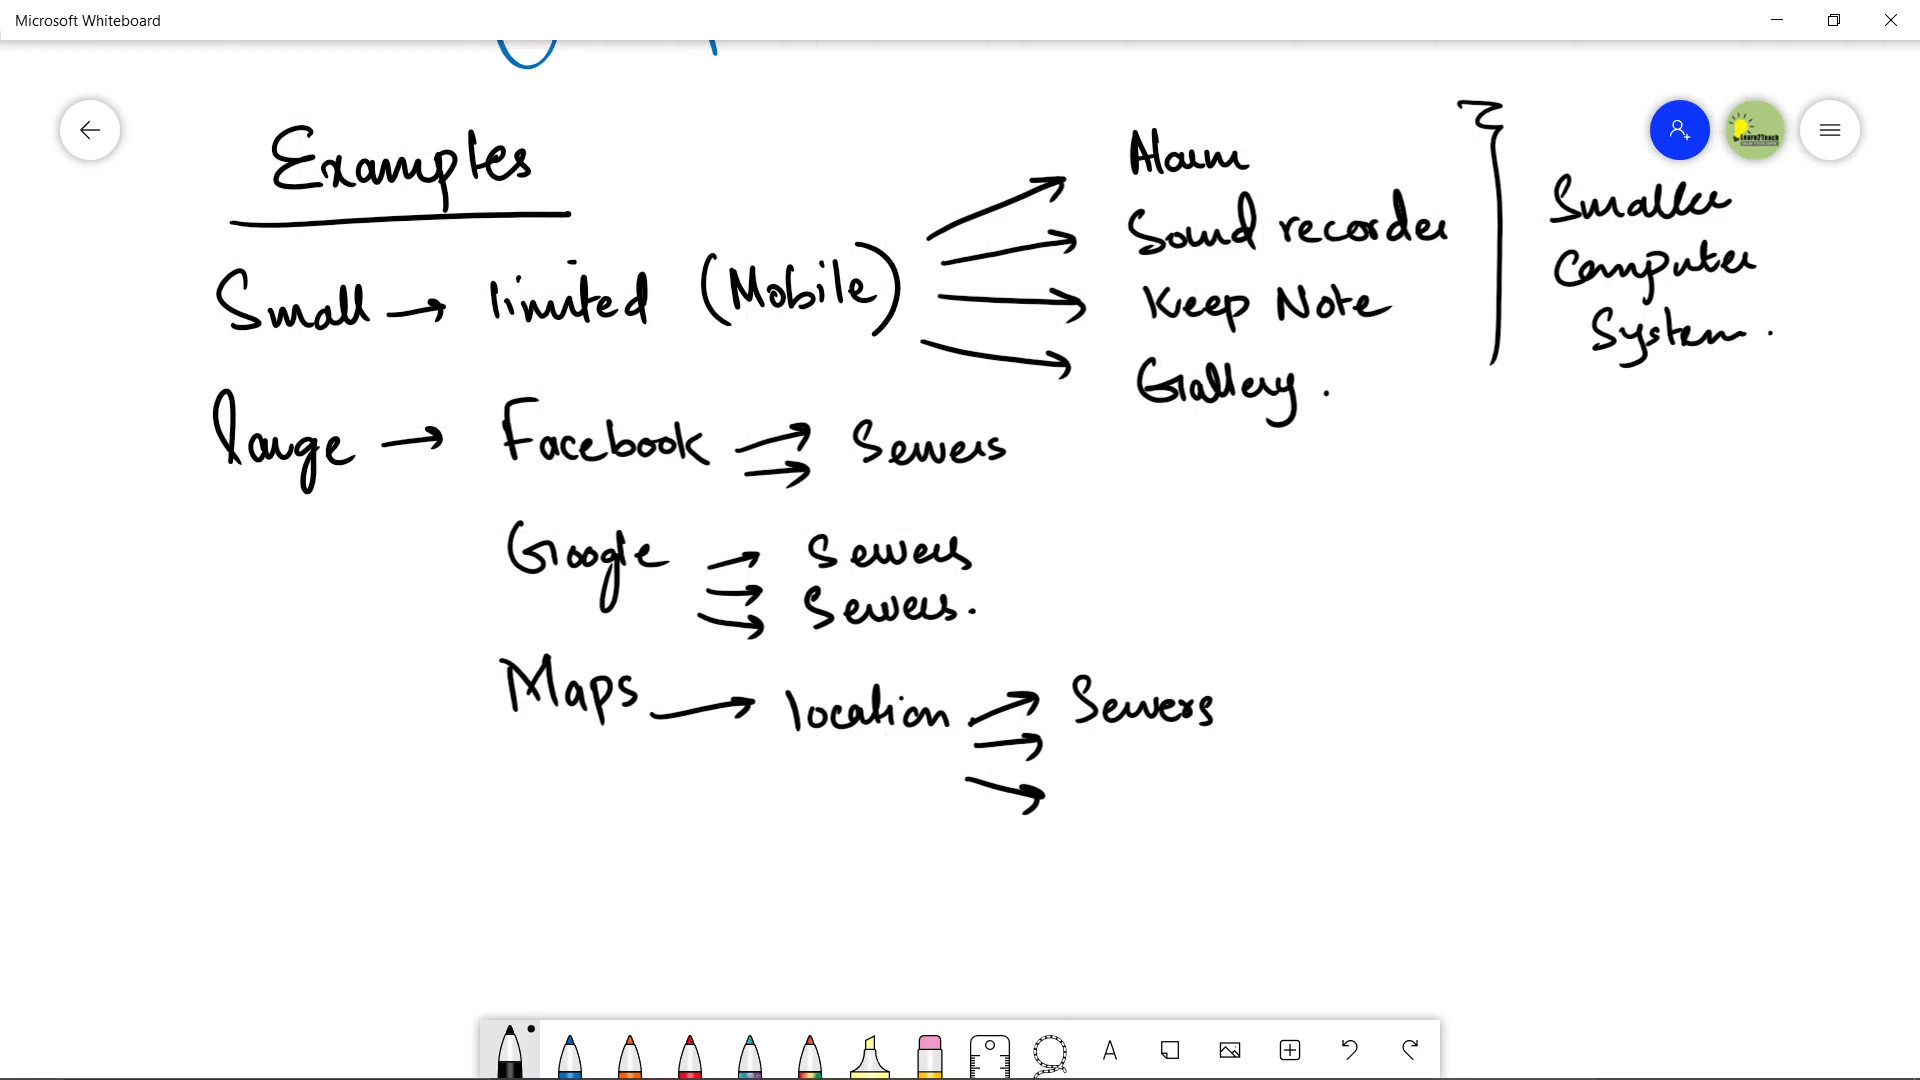 Microsoft Whiteboard
Examples
Small → limited (Mobile)
Alarm
Sound recorder
Keep Note
Gallery.
Smaller
Computer
System.
large → Facebook → Servers
Google → Servers
Servers.
Maps → location → Servers
Learn2Teach
A